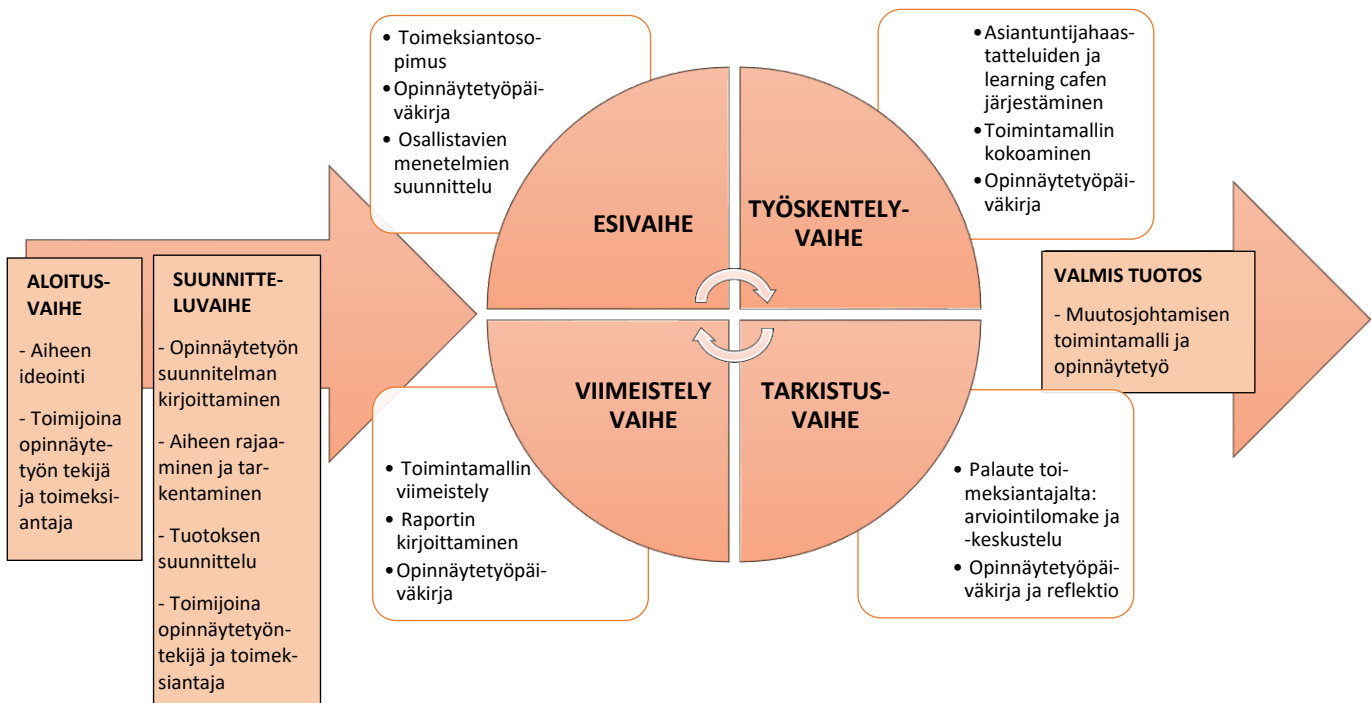 ALOITUS-
VAIHE
- Aiheen
ideointi
- Toimijoina
opinnäyte-
työn tekijä
ja toimeksi-
antaja
SUUNNITTE-
LUVAIHE
- Opinnäytetyön
suunnitelman
kirjoittaminen
- Aiheen rajaa-
minen ja tar-
kentaminen
- Tuotoksen
suunnittelu
- Toimijoina
opinnäytetyön-
tekijä ja toimek-
siantaja
• Toimeksiantoso-
pimus
•Opinnäytetyöpäi-
väkirja
• Osallistavien
menetelmien
suunnittelu
ESIVAIHE
TYÖSKENTELY-
VAIHE
•Asiantuntijahaas-
tatteluiden ja
learning cafen
järjestäminen
•Toimintamallin
kokoaminen
•Opinnäytetyöpäi-
väkirja
TARKISTUS-
VAIHE
• Palaute toi-
meksiantajalta:
arviointilomake ja
-keskustelu
• Opinnäytetyöpäi-
väkirja ja reflektio
VIIMEISTELY
VAIHE
• Toimintamallin
viimeistely
• Raportin
kirjoittaminen
•Opinnäytetyöpäi-
väkirja
VALMIS TUOTOS
- Muutosjohtamisen
toimintamalli ja
opinnäytetyö